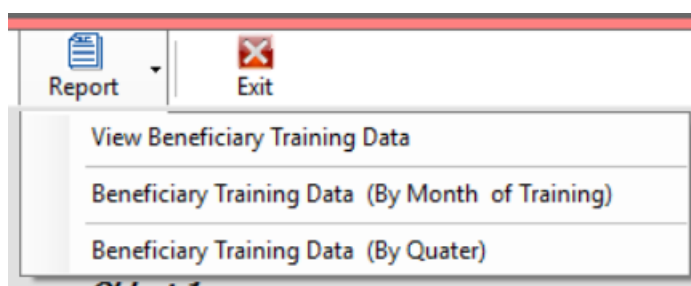 Report
Exit
View Beneficiary Training Data
Beneficiary Training Data (By Month of Training)
Beneficiary Training Data (By Quater)